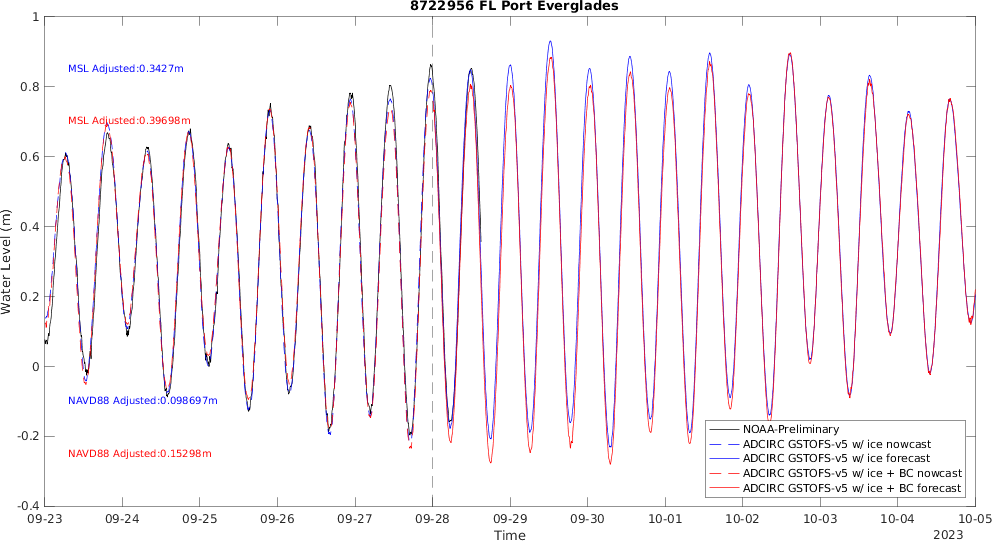 8722956 FL Port Everglades
1
0.8
0.6
0.4
0.2
0
-0.2
-0.4
Water Level (m)
MSL Adjusted:0.3427m
MSL Adjusted:0.39698m
NAVD88 Adjusted:0.098697m
NAVD88 Adjusted:0.15298m
NOAA-Preliminary
ADCIRC GSTOFS-v5 w/ ice nowcast
ADCIRC GSTOFS-v5 w/ ice forecast
ADCIRC GSTOFS-v5 w/ ice + BC nowcast
ADCIRC GSTOFS-v5 w/ ice + BC forecast
09-23 09-24 09-25 09-26 09-27 09-28 09-29 09-30 10-01 10-02 10-03 10-04 10-05
Time
2023